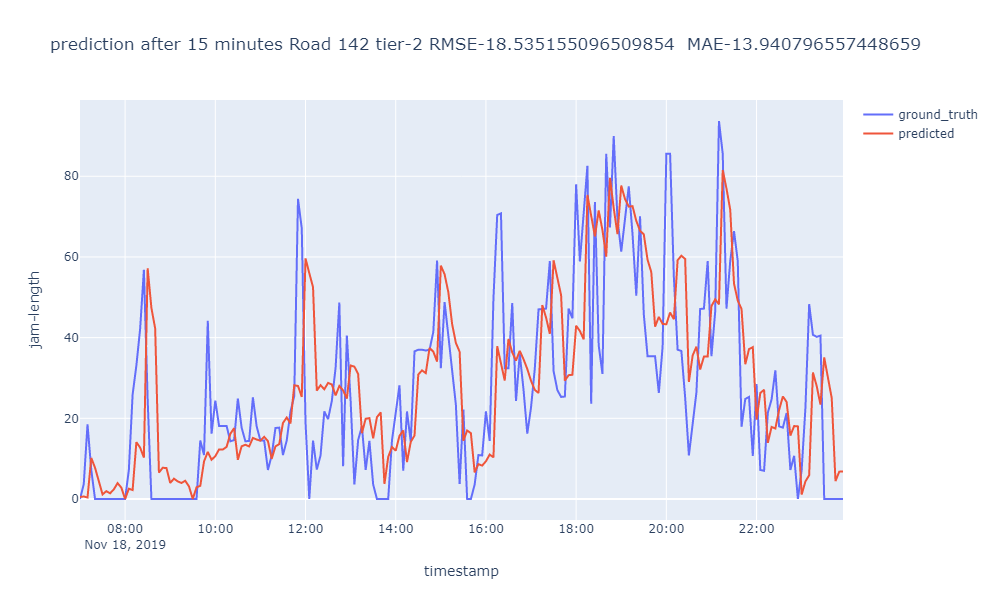 prediction after 15 minutes Road 142 tier-2 RMSE-18.535155096509854  MAE-13.940796557448659
ground_truth
predicted
jam-length
80
60
40
20
0
08:00 10:00 12:00 14:00 16:00 18:00 20:00 22:00
Nov 18, 2019
timestamp